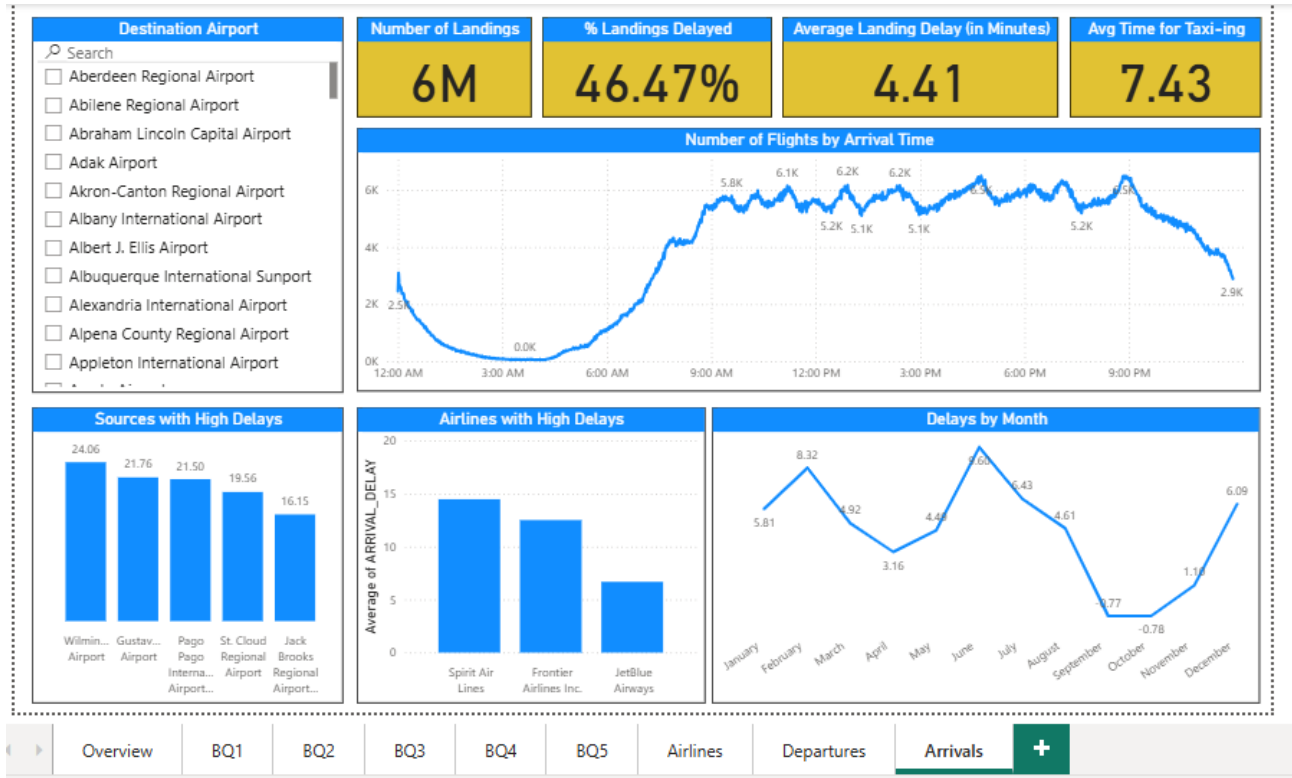 Destination Airport
Search
Aberdeen Regional Airport
Abilene Regional Airport
Abraham Lincoln Capital Airport
Adak Airport
Akron-Canton Regional Airport
Albany International Airport
Albert J. Ellis Airport
Albuquerque International Sunport
Alexandria International Airport
Alpena County Regional Airport
Appleton International Airport
Number of Landings
6M
% Landings Delayed
46.47%
Average Landing Delay (in Minutes)
4.41
Avg Time for Taxi-ing
7.43
Number of Flights by Arrival Time
6K
4K
2K
0K
2.5K
0.0K
5.8K
6.1K
5.2K
6.2K
5.1K
6.2K
5.1K
5.2K
2.9K
12:00 AM 3:00 AM 6:00 AM 9:00 AM 12:00 PM 3:00 PM 6:00 PM 9:00 PM
Sources with High Delays
24.06
21.76
21.50
19.56
16.15
Wilmin... Airport
Gustav... Airport
Pago Pago Interna... Airport...
St. Cloud Regional Airport
Jack Brooks Regional Airport...
Airlines with High Delays
Average of ARRIVAL_DELAY
20
15
10
5
0
Spirit Air Lines
Frontier Airlines Inc.
JetBlue Airways
Delays by Month
5.81
8.32
4.92
3.16
9.60
6.43
4.61
-0.77
-0.78
6.09
January February March April May June July August September October November December
Overview BQ1 BQ2 BQ3 BQ4 BQ5 Airlines Departures Arrivals +